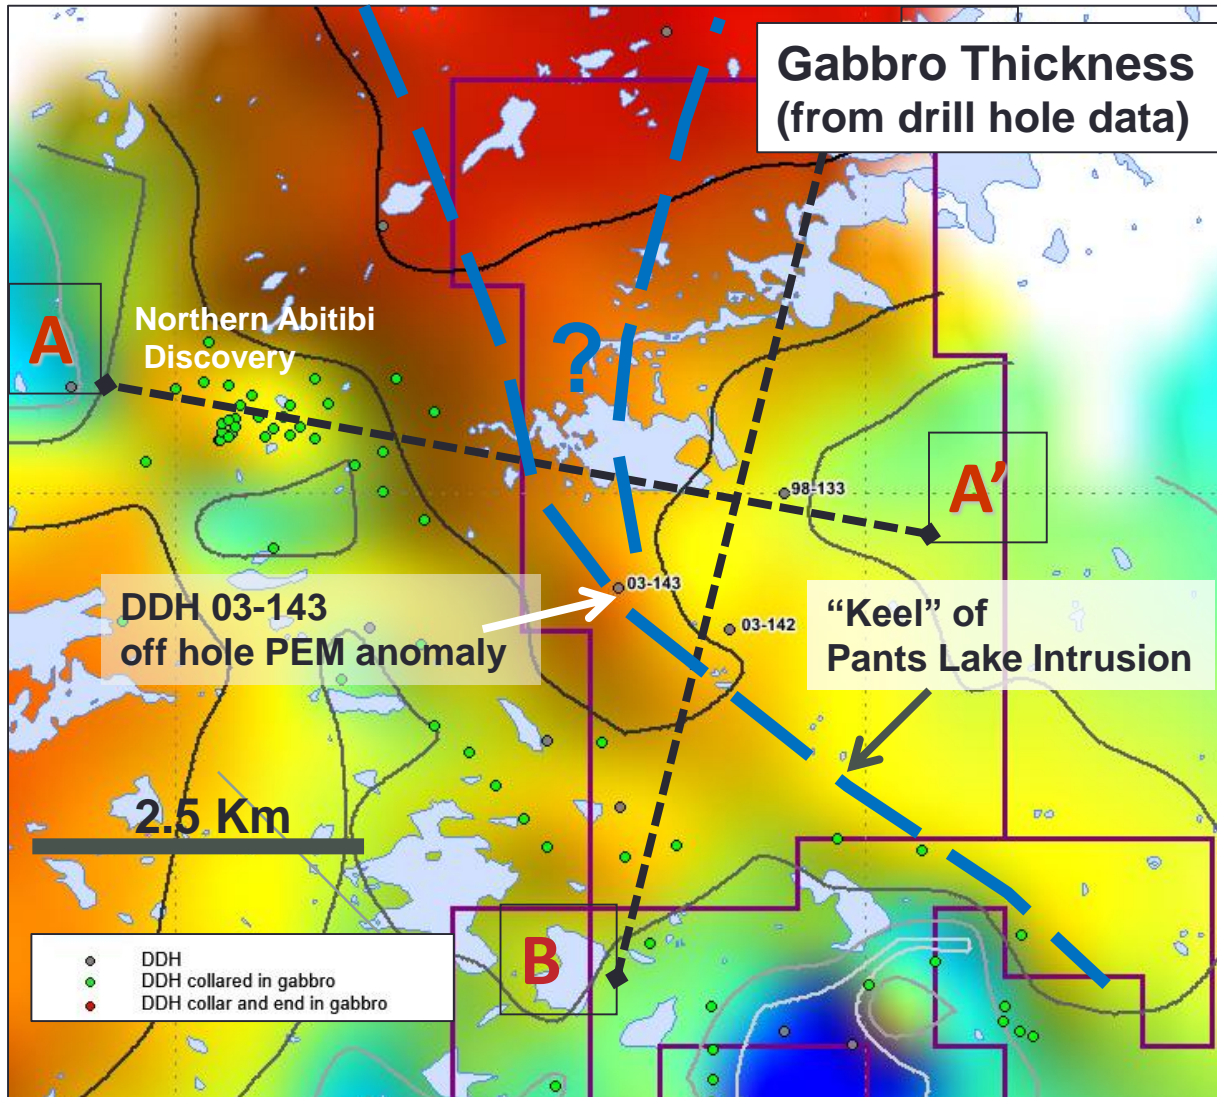 Gabbro Thickness
(from drill hole data)
A
Northern Abitibi
Discovery
?
A’
98-133
03-143
03-142
DDH 03-143
off hole PEM anomaly
“Keel” of
Pants Lake Intrusion
2.5 Km
B
DDH
DDH collared in gabbro
DDH collar and end in gabbro